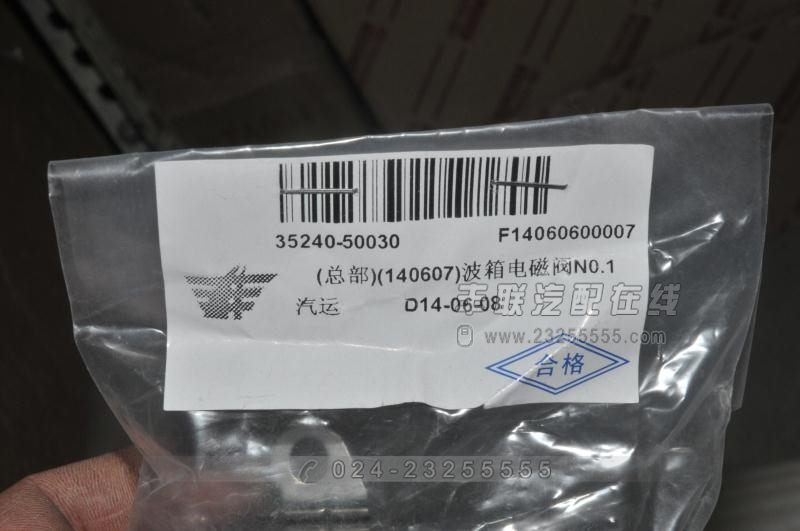 35240-50030 F14060600007
(总部)(140607)波箱电磁阀N0.1
汽运 D14-06-08
丰联汽配在线
www.23255555.com
合格
024-23255555